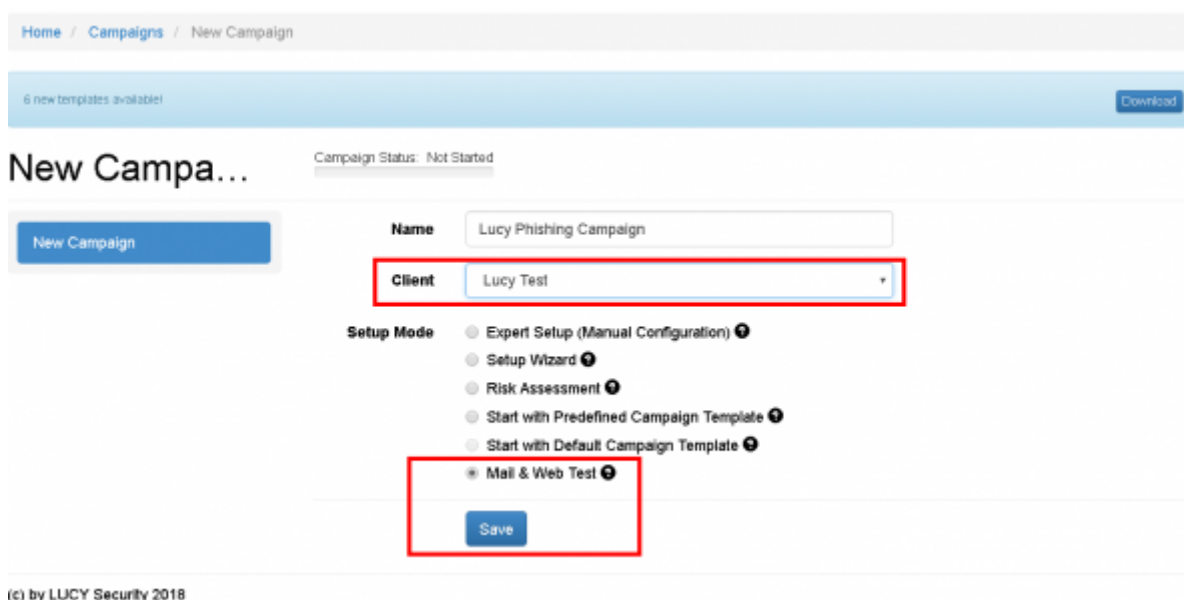 Home / Campaigns / New Campaign
6 new templates available!
Download
New Campa...
Campaign Status: Not Started
New Campaign
Name Lucy Phishing Campaign
Client Lucy Test
Setup Mode Expert Setup (Manual Configuration)
Setup Wizard
Risk Assessment
Start with Predefined Campaign Template
Start with Default Campaign Template
Mail & Web Test
Save
(c) by LUCY Security 2018